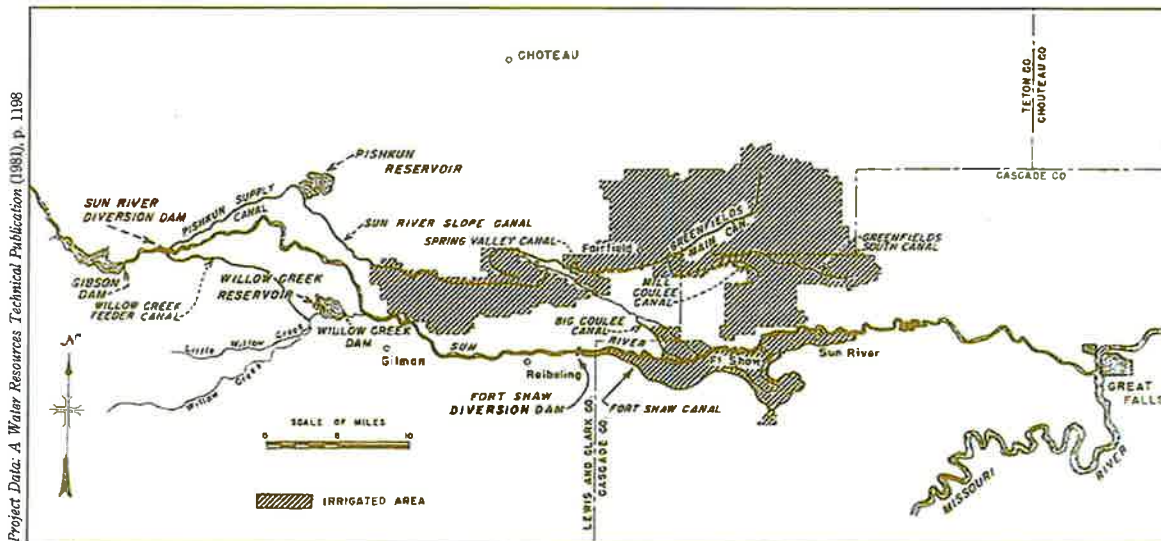 Project Data: A Water Resources Technical Publication (1981), p. 1198
CHOTEAU
TETON CO
CHOUTEAU CO
CASCADE CO
PISHKUN
RESERVOIR
SUN RIVER
DIVERSION DAM
PISHKUN SUPPLY
CANAL
SUN RIVER SLOPE CANAL
SPRING VALLEY CANAL
Fairfield
GREENFIELDS
MAIN CAN.
GREENFIELDS
SOUTH CANAL
GIBSON
DAM
WILLOW CREEK
FEEDER CANAL
WILLOW CREEK
RESERVOIR
WILLOW CREEK
DAM
MILL
COULEE
CANAL
BIG COULEE
CANAL
Little Willow Creek
Willow Creek
Gilman
SUN
RIVER
Ft Shaw
Sun River
Reibeling
FORT SHAW
DIVERSION DAM
FORT SHAW CANAL
GREAT
FALLS
MISSOURI
RIVER
LEWIS AND CLARK CO
CASCADE CO
N
SCALE OF MILES
0 5 10
IRRIGATED AREA